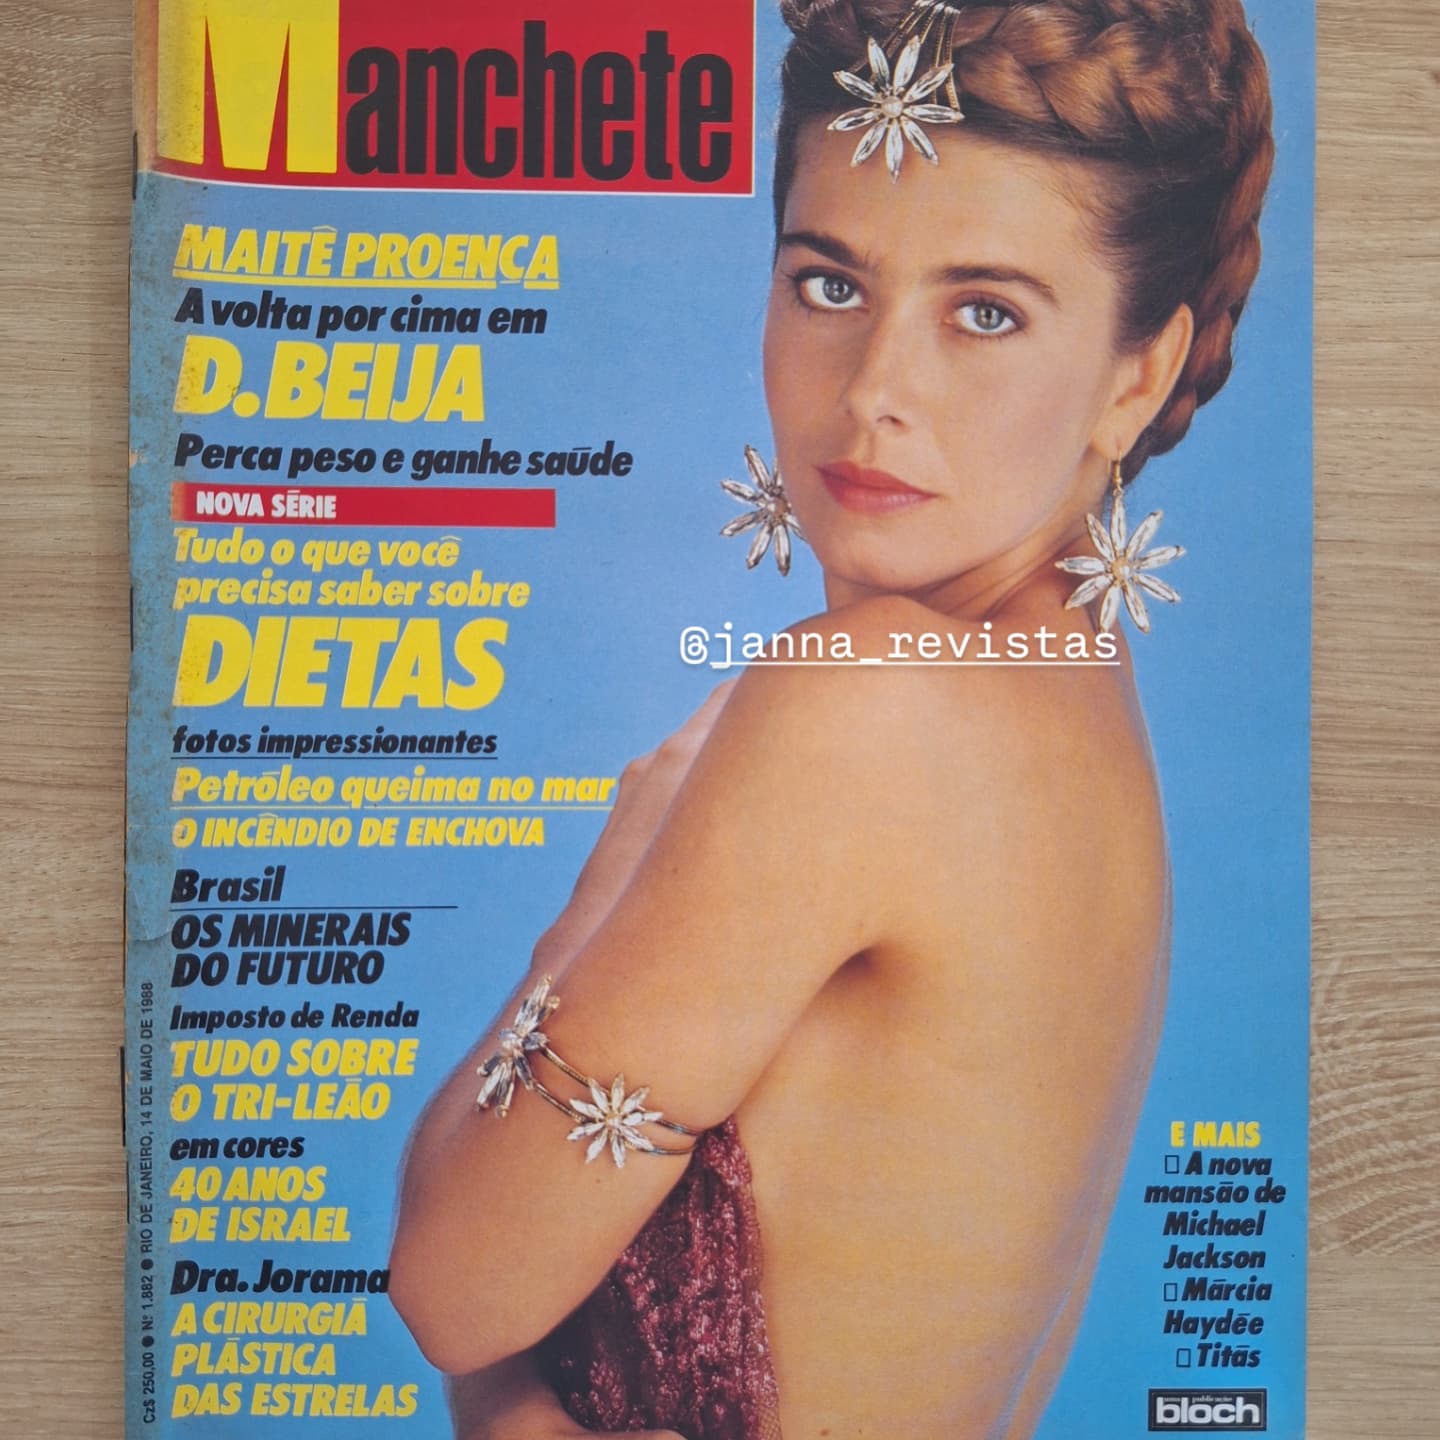 Manchete
MAITÊ PROENÇA
A volta por cima em
D. BEIJA
Perca peso e ganhe saúde
NOVA SÉRIE
Tudo o que você
precisa saber sobre
DIETAS
@janna_revistas
fotos impressionantes
Petróleo queima no mar
O INCÊNDIO DE ENCHOVA
Brasil
OS MINERAIS
DO FUTURO
Imposto de Renda
TUDO SOBRE
O TRI-LEÃO
em cores
40 ANOS
DE ISRAEL
Dra. Jorama
A CIRURGIA
PLÁSTICA
DAS ESTRELAS
Cz$ 250,00 ● Nº 1.882 ● RIO DE JANEIRO, 14 DE MAIO DE 1988
E MAIS
□ A nova
mansão de
Michael
Jackson
□ Márcia
Haydée
□ Titãs
uma publicação
bloch